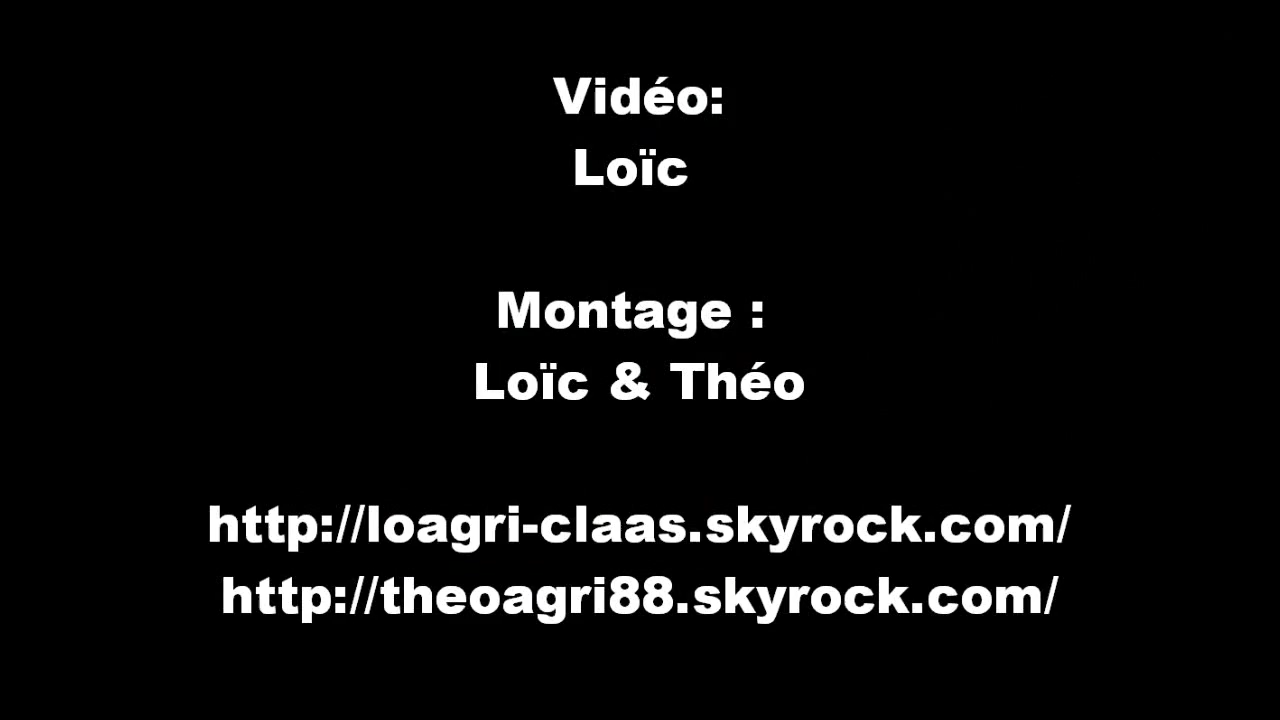 Vidéo:
Loïc
Montage :
Loïc & Théo
http://loagri-claas.skyrock.com/
http://theoagri88.skyrock.com/